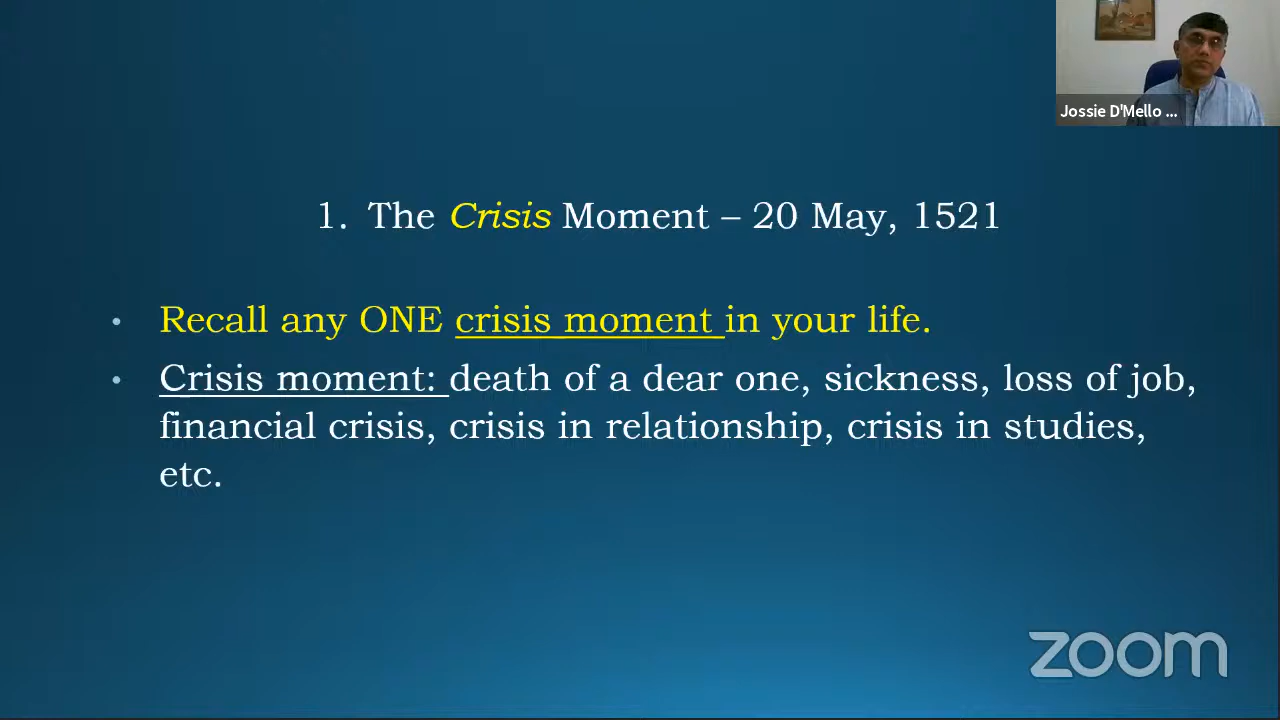 Jossie D'Mello ...
1. The Crisis Moment – 20 May, 1521
• Recall any ONE crisis moment in your life.
• Crisis moment: death of a dear one, sickness, loss of job,
financial crisis, crisis in relationship, crisis in studies,
etc.
zoom